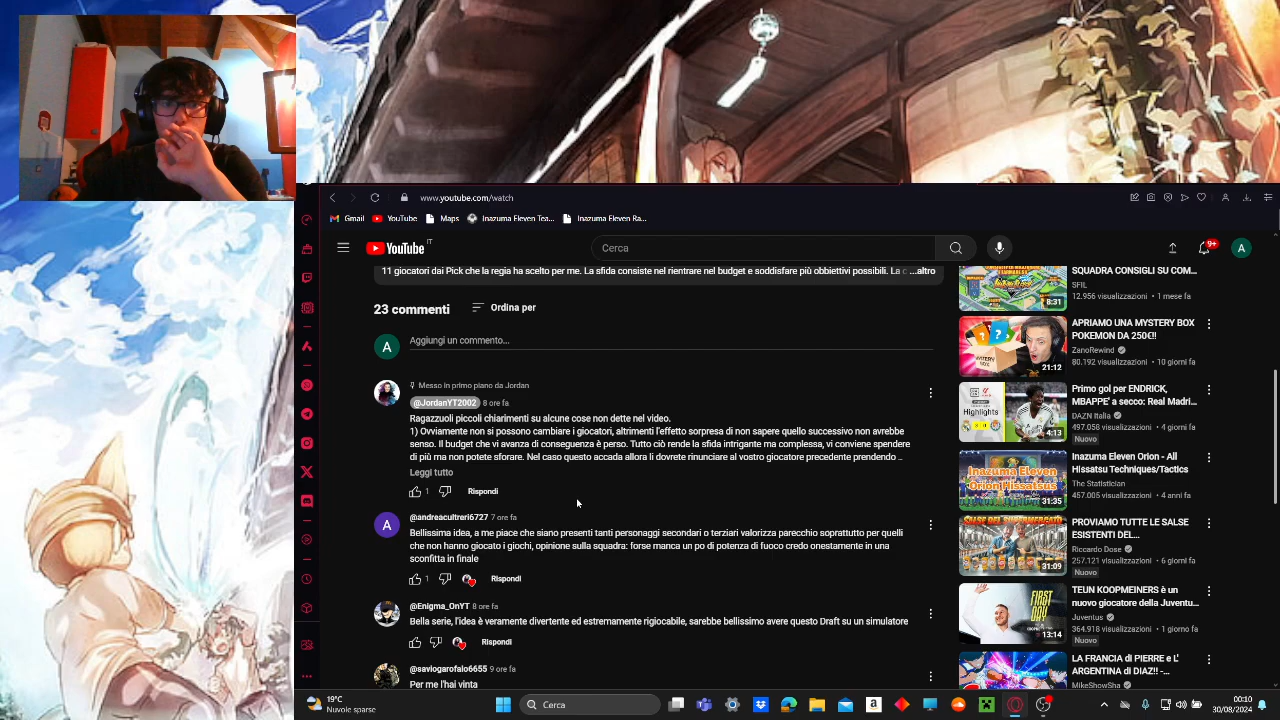 www.youtube.com/watch
Gmail
YouTube
Maps
Inazuma Eleven Tea...
Inazuma Eleven Ra...
YouTube IT
Cerca
9+
A
11 giocatori dai Pick che la regia ha scelto per me. La sfida consiste nel rientrare nel budget e soddisfare più obbiettivi possibili. La c ...altro
23 commenti
Ordina per
A
Aggiungi un commento...
Messo in primo piano da Jordan
@JordanYT2002 8 ore fa
Ragazzuoli piccoli chiarimenti su alcune cose non dette nel video.
1) Ovviamente non si possono cambiare i giocatori, altrimenti l'effetto sorpresa di non sapere quello successivo non avrebbe
senso. Il budget che vi avanza di conseguenza è perso. Tutto ciò rende la sfida intrigante ma complessa, vi conviene spendere
di più ma non potete sforare. Nel caso questo accada allora lì dovrete rinunciare al vostro giocatore precedente prendendo ...
Leggi tutto
1
Rispondi
A
@andreacultreri6727 7 ore fa
Bellissima idea, a me piace che siano presenti tanti personaggi secondari o terziari valorizza parecchio soprattutto per quelli
che non hanno giocato i giochi, opinione sulla squadra: forse manca un po di potenza di fuoco credo onestamente in una
sconfitta in finale
1
Rispondi
@Enigma_OnYT 8 ore fa
Bella serie, l'idea è veramente divertente ed estremamente rigiocabile, sarebbe bellissimo avere questo Draft su un simulatore
Rispondi
@saviogarofalo6655 9 ore fa
Per me l'hai vinta
8:31
SQUADRA CONSIGLI SU COM...
SFIL
12.956 visualizzazioni • 1 mese fa
MYSTERY BOX
21:12
APRIAMO UNA MYSTERY BOX
POKEMON DA 250€!!
ZanoRewind
80.192 visualizzazioni • 10 giorni fa
Highlights
4:13
Primo gol per ENDRICK,
MBAPPE' a secco: Real Madri...
DAZN Italia
497.058 visualizzazioni • 4 giorni fa
Nuovo
Inazuma Eleven
Orion Hissatsus
31:35
Inazuma Eleven Orion - All
Hissatsu Techniques/Tactics
The Statistician
457.005 visualizzazioni • 4 anni fa
SALSE DEL SUPERMERCATO
31:09
PROVIAMO TUTTE LE SALSE
ESISTENTI DEL...
Riccardo Dose
257.121 visualizzazioni • 6 giorni fa
Nuovo
FIRST
DAY
13:14
TEUN KOOPMEINERS è un
nuovo giocatore della Juventu...
Juventus
364.918 visualizzazioni • 1 giorno fa
Nuovo
LA FRANCIA di PIERRE e L'
ARGENTINA di DIAZ!! -...
MikeShowSha
19°C
Nuvole sparse
Cerca
00:10
30/08/2024